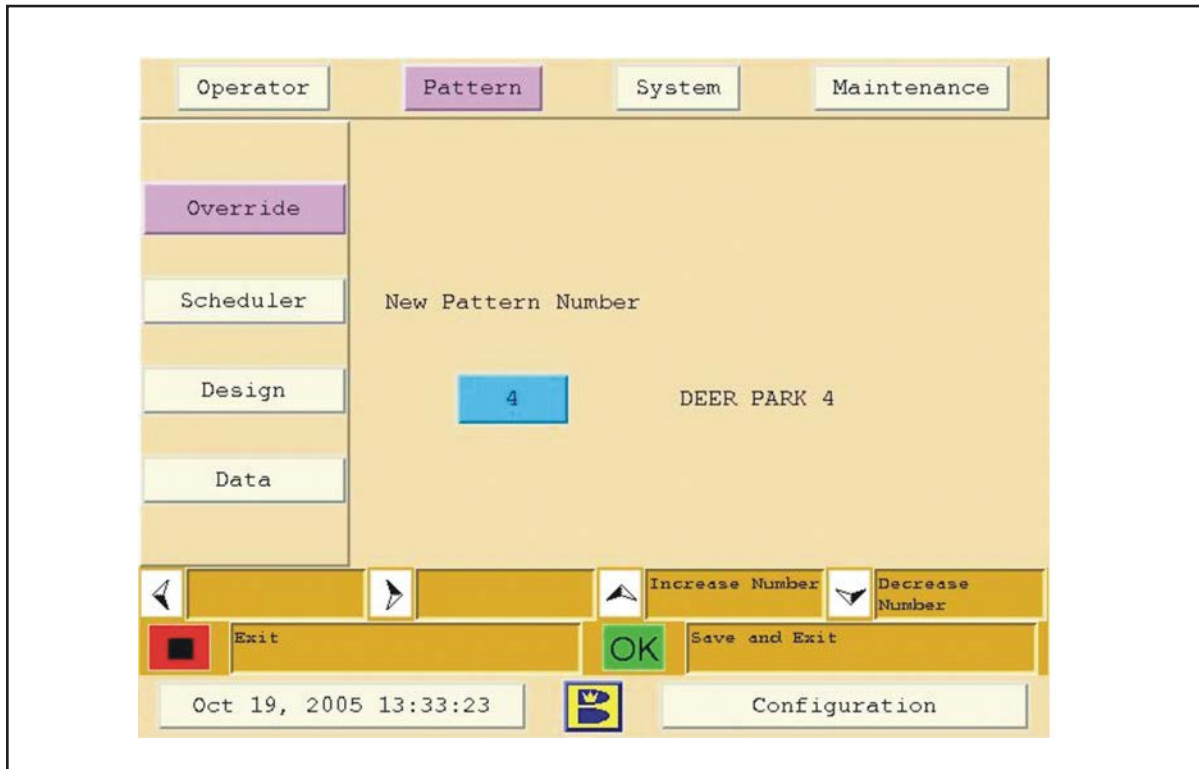 Operator Pattern System Maintenance
Override
Scheduler
New Pattern Number
Design
4 DEER PARK 4
Data
Increase Number
Decrease
Number
Exit
OK
Save and Exit
Oct 19, 2005 13:33:23
Configuration